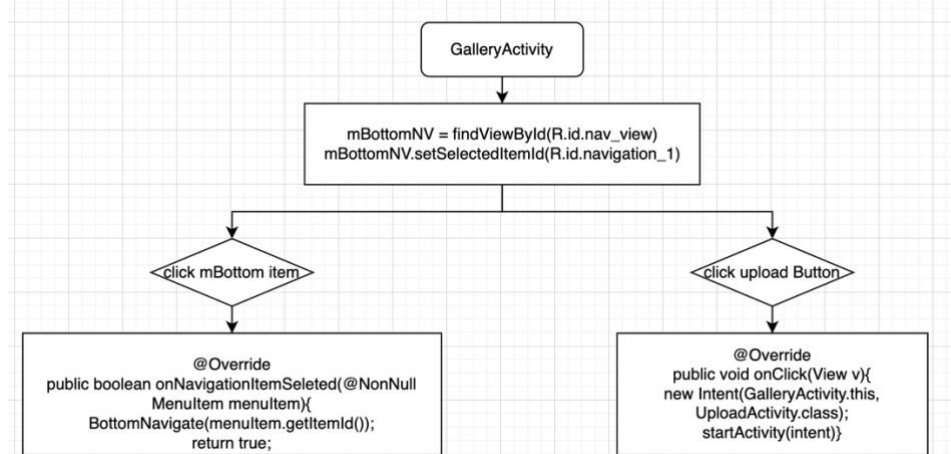 GalleryActivity
mBottomNV = findViewById(R.id.nav_view)
mBottomNV.setSelectedItemId(R.id.navigation_1)
click mBottom item
click upload Button
@Override
public boolean onNavigationItemSeleted(@NonNull
MenuItem menuItem){
BottomNavigate(menuItem.getItemId());
return true;
@Override
public void onClick(View v){
new Intent(GalleryActivity.this,
UploadActivity.class);
startActivity(intent)}